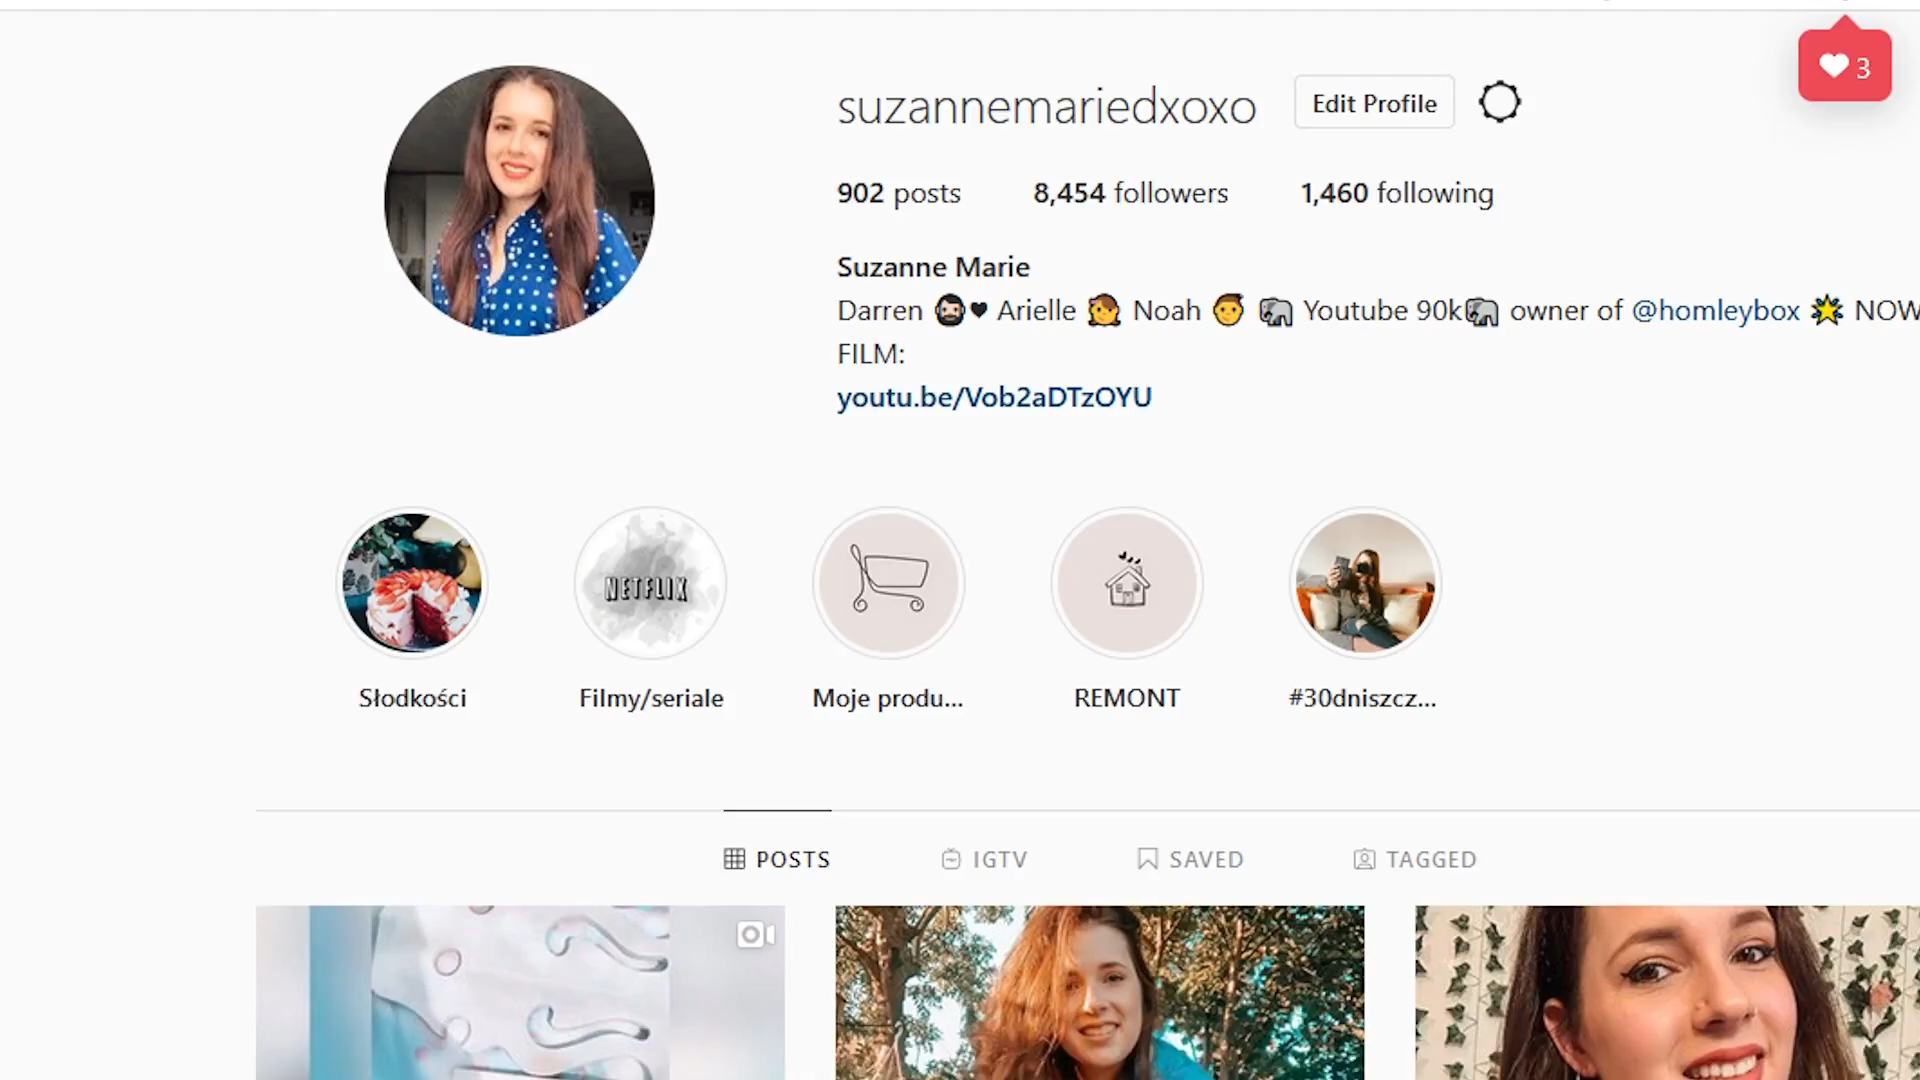 3
suzannemariedxoxo Edit Profile
902 posts 8,454 followers 1,460 following
Suzanne Marie
Darren 🧔🏻♥ Arielle 👧 Noah 👦 🐘 Youtube 90k🐘 owner of @homleybox 🌟 NOW
FILM:
youtu.be/Vob2aDTzOYU
NETFLIX
Słodkości Filmy/seriale Moje produ... REMONT #30dniszcz...
POSTS IGTV SAVED TAGGED